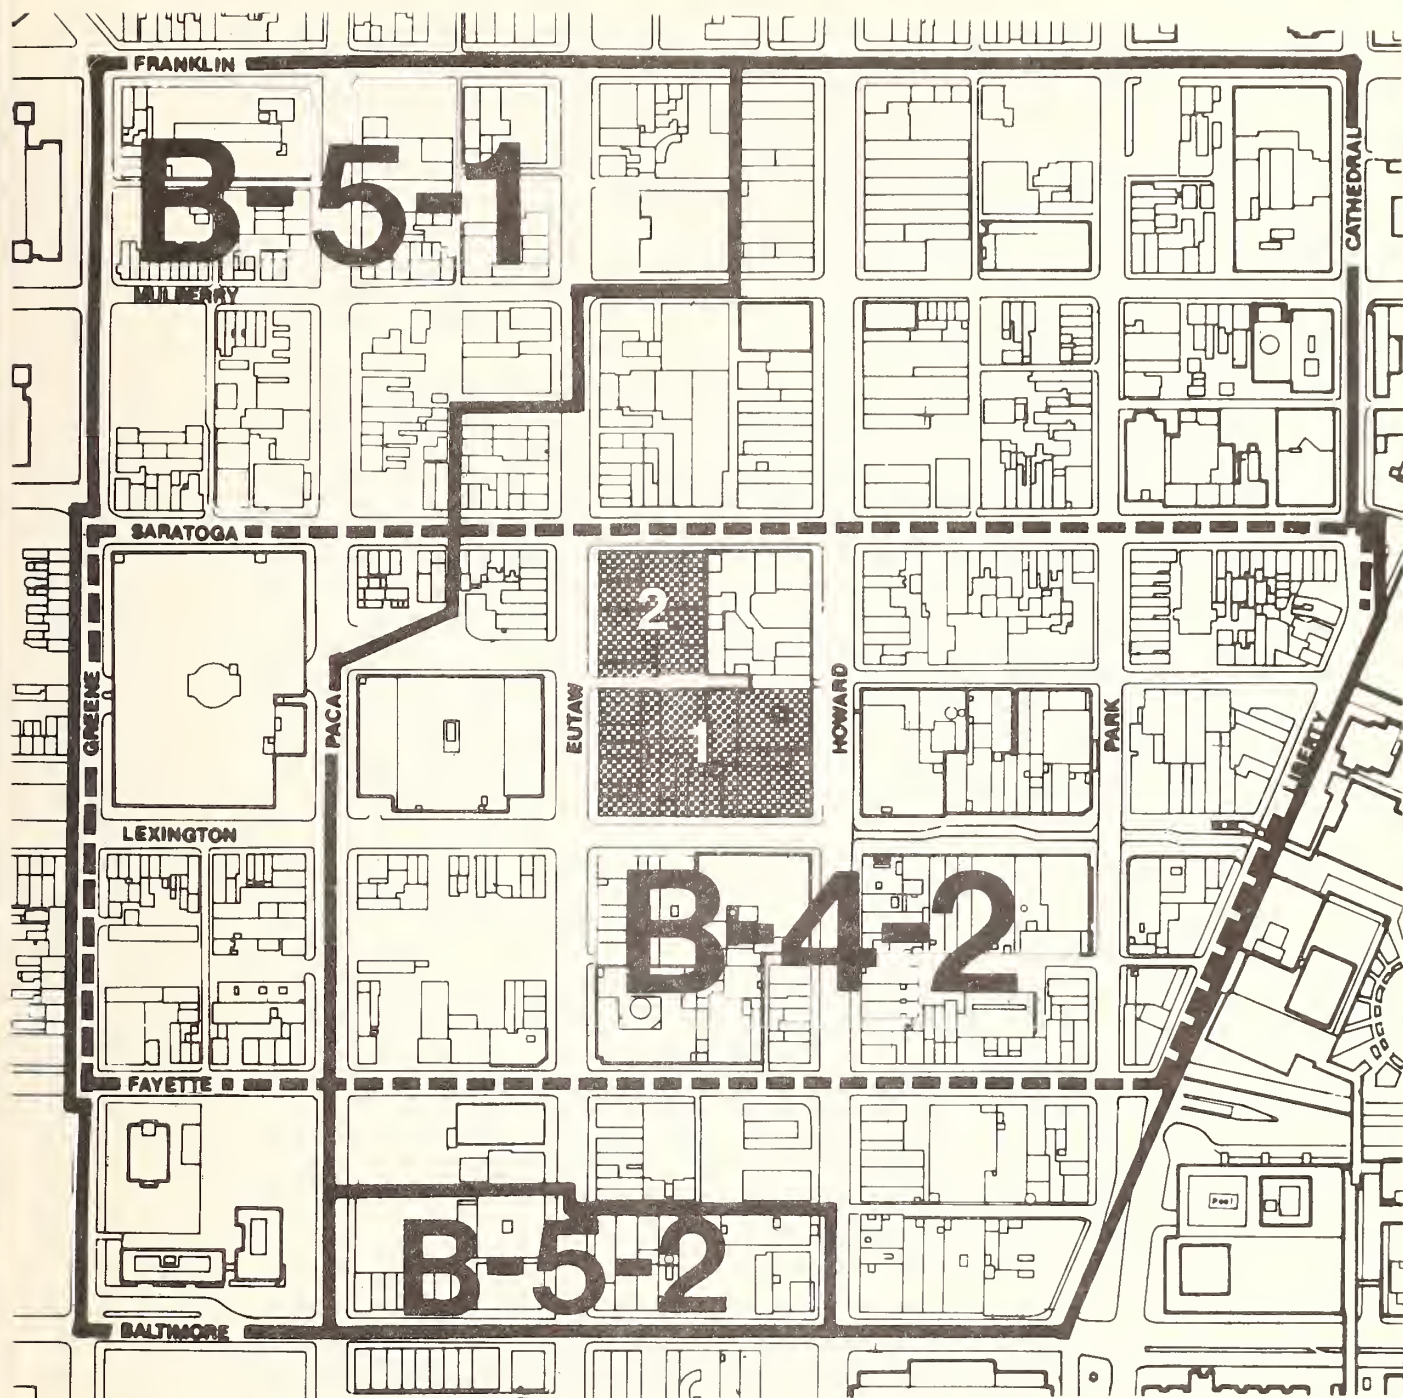 FRANKLIN
CATHEDRAL
B-5-1
MULBERRY
SARATOGA
2
GREENE
PACA
EUTAW
1
HOWARD
PARK
LIBERTY
LEXINGTON
B-4-2
FAYETTE
Pool
B-5-2
BALTIMORE